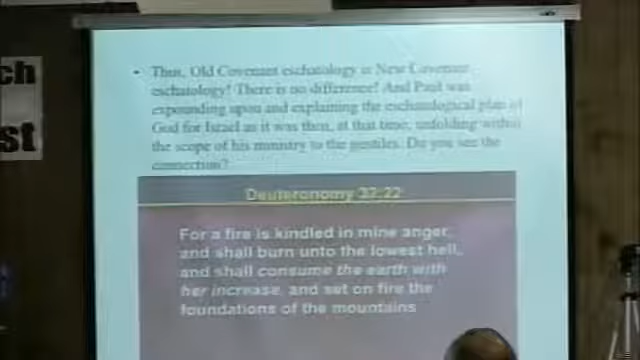 ch
st
• Thus, Old Covenant eschatology is New Covenant
eschatology! There is no difference! And Paul was
expounding upon and explaining the eschatological plan of
God for Israel as it was then, at that time, unfolding within
the scope of his ministry to the gentiles. Do you see the
connection?
Deuteronomy 32:22
For a fire is kindled in mine anger,
and shall burn unto the lowest hell,
and shall consume the earth with
her increase, and set on fire the
foundations of the mountains